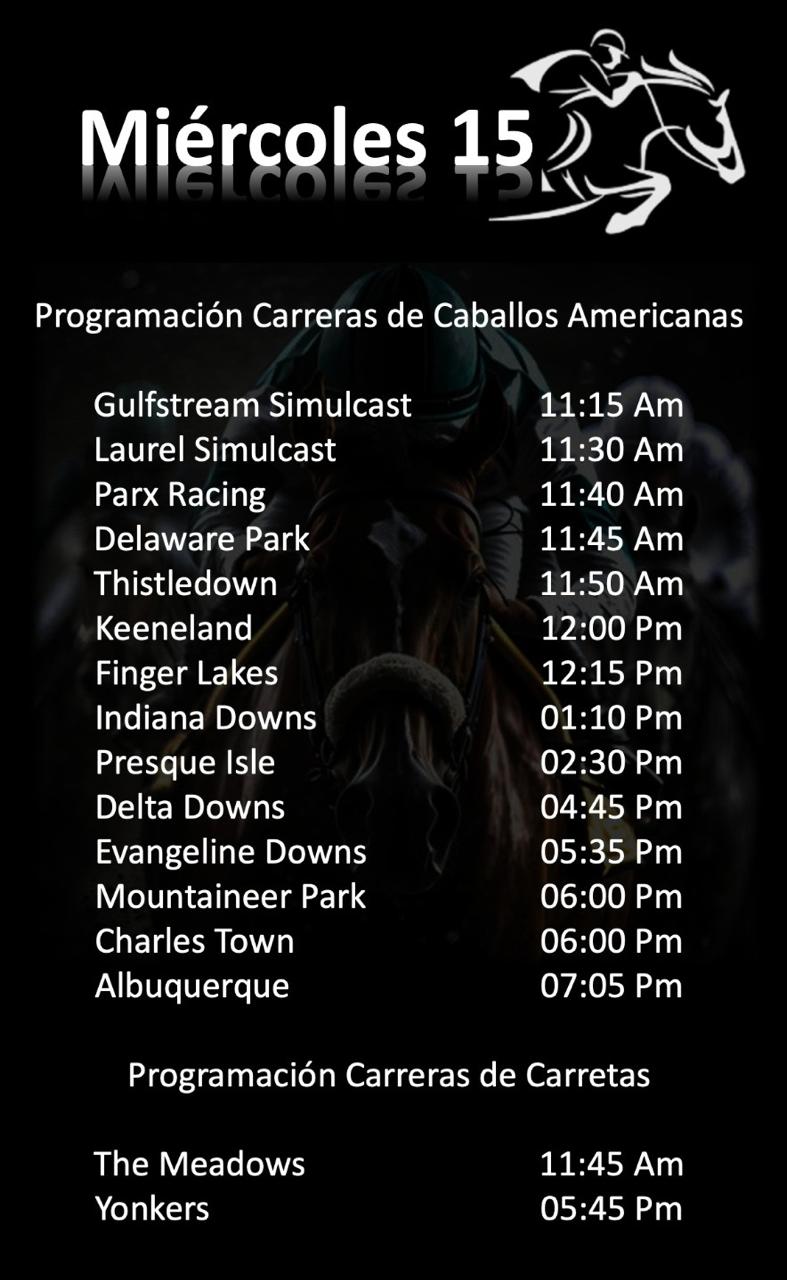 Miércoles 15
Programación Carreras de Caballos Americanas
Gulfstream Simulcast 11:15 Am
Laurel Simulcast 11:30 Am
Parx Racing 11:40 Am
Delaware Park 11:45 Am
Thistledown 11:50 Am
Keeneland 12:00 Pm
Finger Lakes 12:15 Pm
Indiana Downs 01:10 Pm
Presque Isle 02:30 Pm
Delta Downs 04:45 Pm
Evangeline Downs 05:35 Pm
Mountaineer Park 06:00 Pm
Charles Town 06:00 Pm
Albuquerque 07:05 Pm
Programación Carreras de Carretas
The Meadows 11:45 Am
Yonkers 05:45 Pm